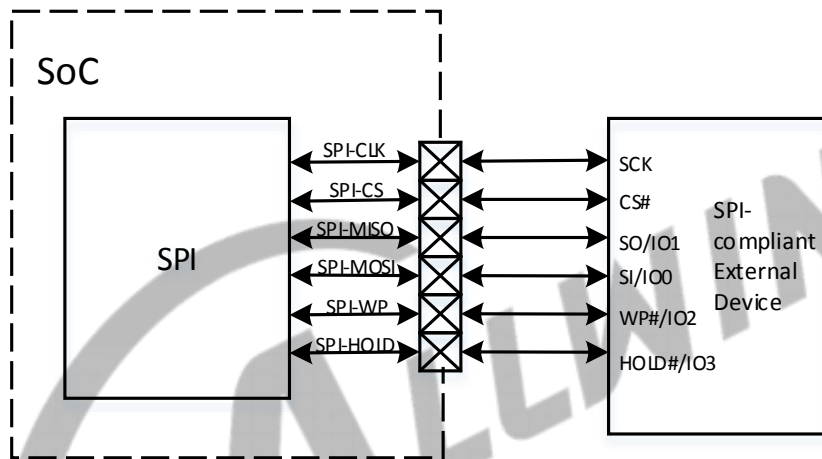 SoC
SPI
SPI-CLK
SPI-CS
SPI-MISO
SPI-MOSI
SPI-WP
SPI-HOLD
SCK
CS#
SO/IO1
SI/IO0
WP#/IO2
HOLD#/IO3
SPI-
compliant
External
Device
ALLWIN